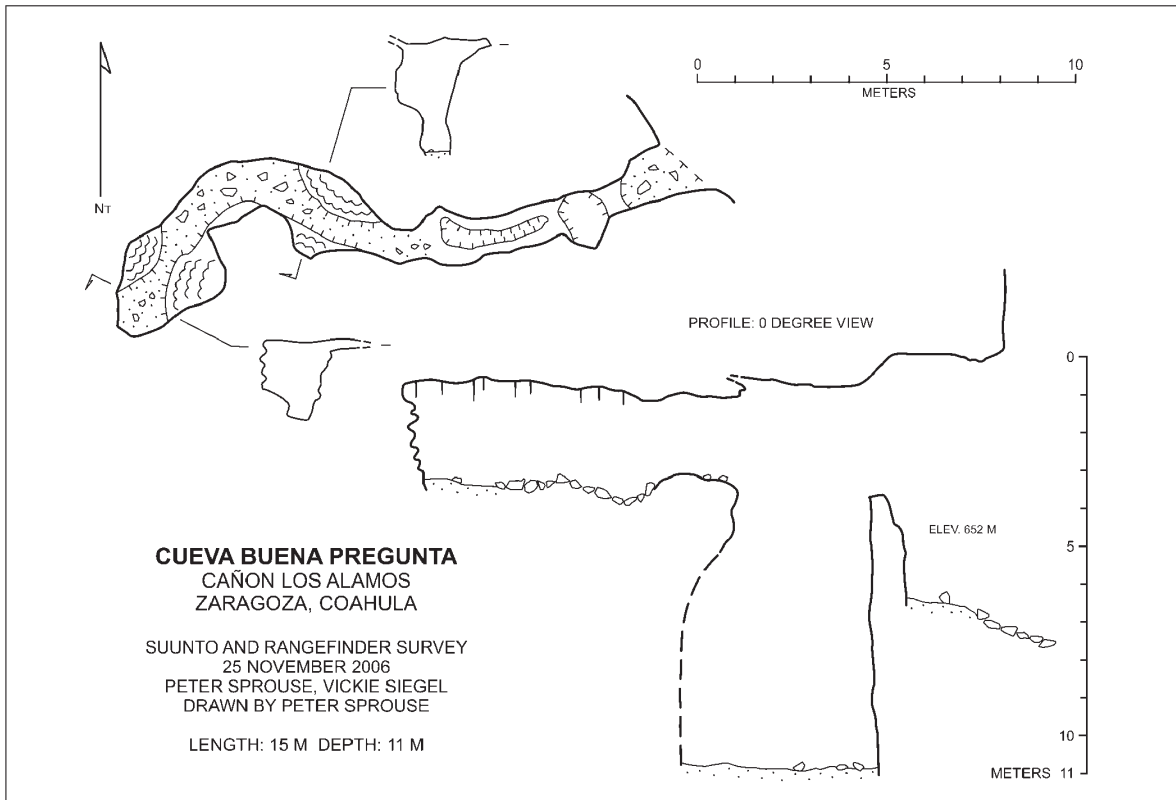 0 5 10
METERS
NT
PROFILE: 0 DEGREE VIEW
0
ELEV. 652 M
5
CUEVA BUENA PREGUNTA
CAÑON LOS ALAMOS
ZARAGOZA, COAHULA
SUUNTO AND RANGEFINDER SURVEY
25 NOVEMBER 2006
PETER SPROUSE, VICKIE SIEGEL
DRAWN BY PETER SPROUSE
LENGTH: 15 M DEPTH: 11 M
10
METERS 11